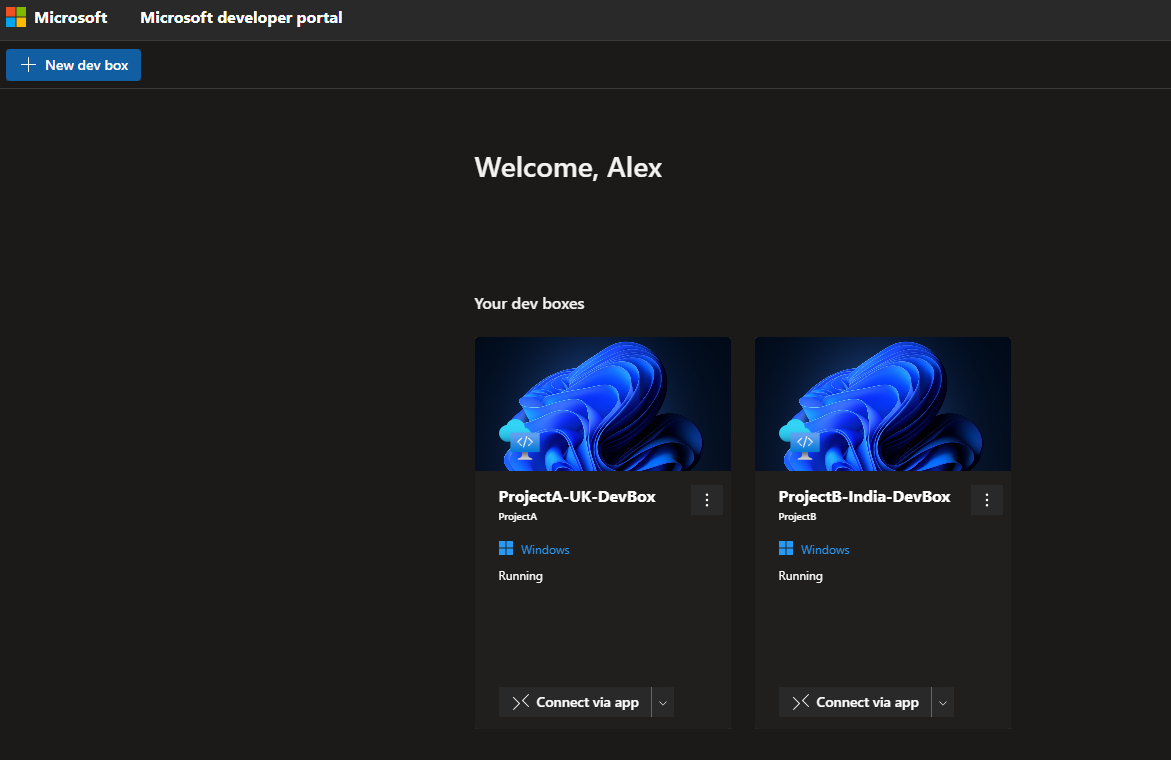 Microsoft Microsoft developer portal
New dev box
Welcome, Alex
Your dev boxes
</>
ProjectA-UK-DevBox
ProjectA
Windows
Running
Connect via app
</>
ProjectB-India-DevBox
ProjectB
Windows
Running
Connect via app